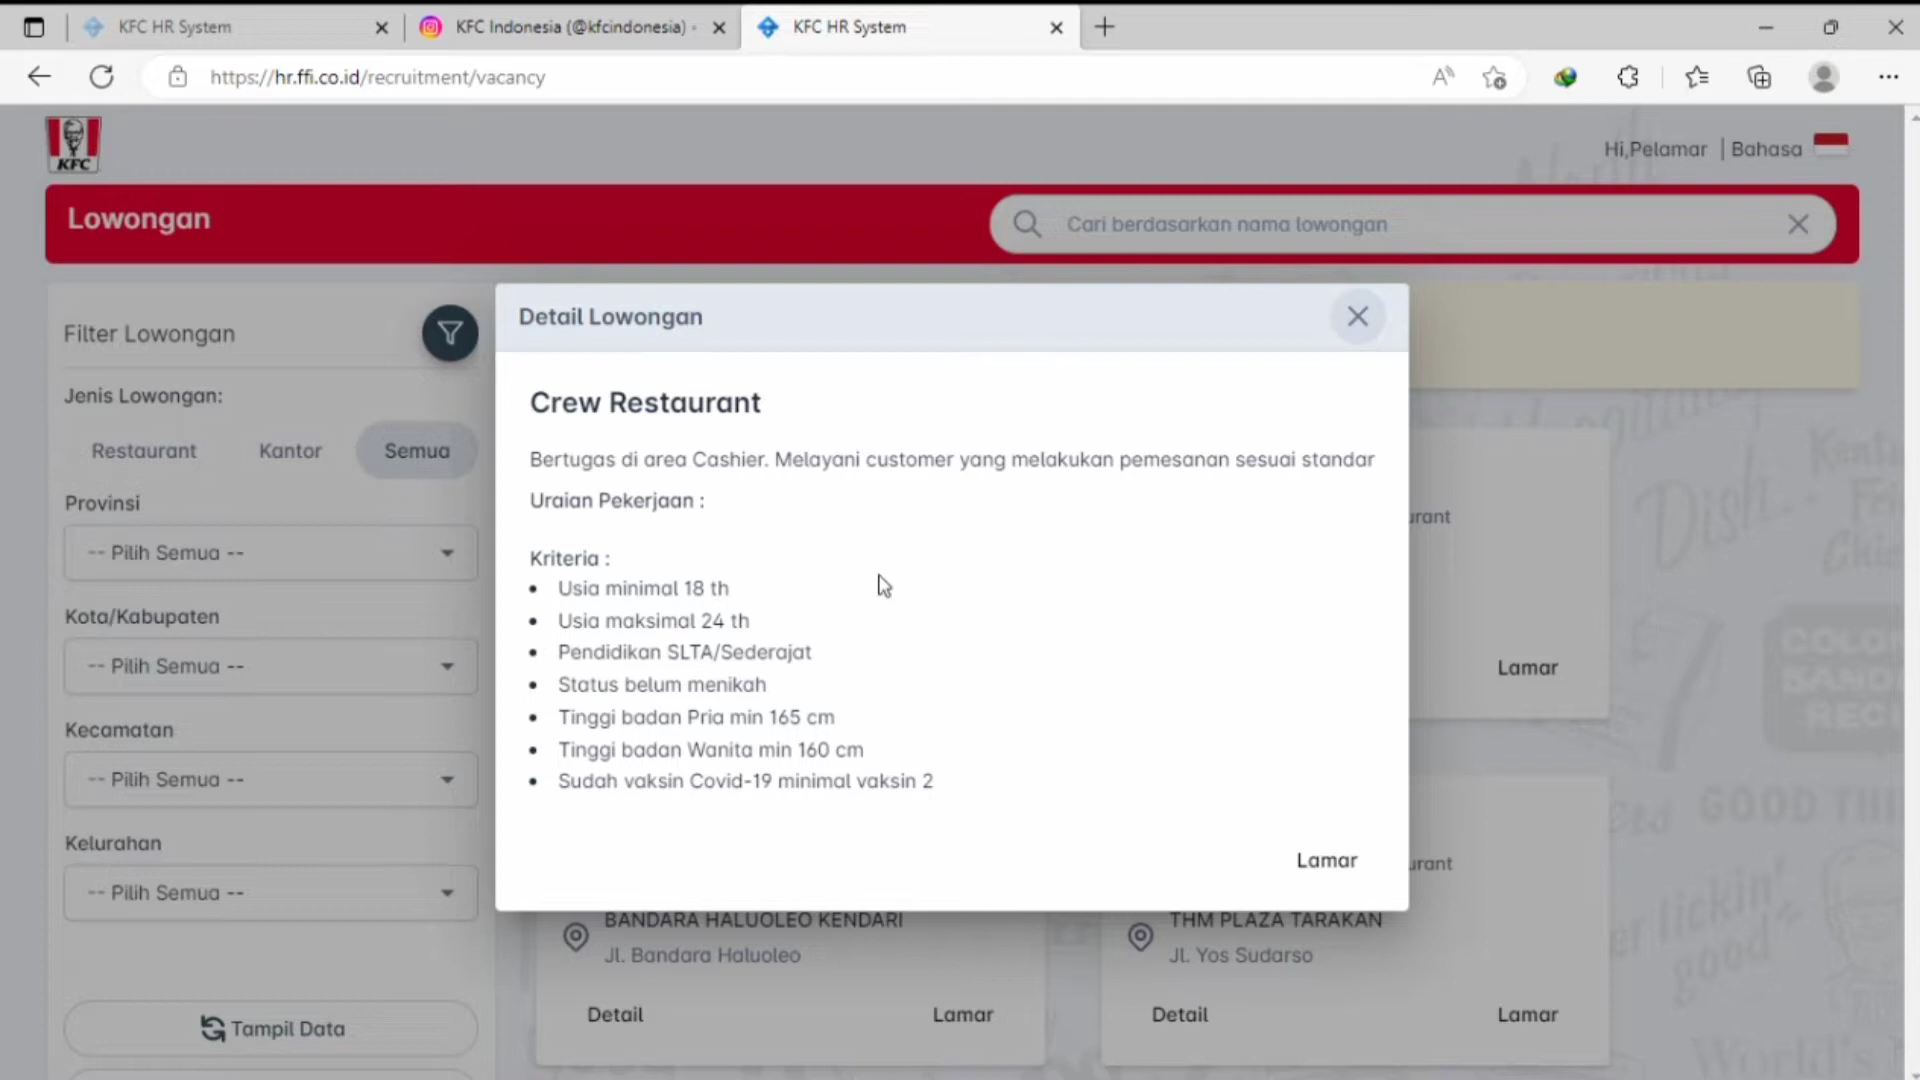 KFC HR System
KFC Indonesia (@kfcindonesia) -
KFC HR System
https://hr.ffi.co.id/recruitment/vacancy
KFC
Hi,Pelamar | Bahasa
Lowongan
Cari berdasarkan nama lowongan
Filter Lowongan
Jenis Lowongan:
Restaurant Kantor Semua
Provinsi
-- Pilih Semua --
Kota/Kabupaten
-- Pilih Semua --
Kecamatan
-- Pilih Semua --
Kelurahan
-- Pilih Semua --
Tampil Data
Detail Lowongan
Crew Restaurant
Bertugas di area Cashier. Melayani customer yang melakukan pemesanan sesuai standar
Uraian Pekerjaan :
Kriteria :
• Usia minimal 18 th
• Usia maksimal 24 th
• Pendidikan SLTA/Sederajat
• Status belum menikah
• Tinggi badan Pria min 165 cm
• Tinggi badan Wanita min 160 cm
• Sudah vaksin Covid-19 minimal vaksin 2
Lamar
urant
Lamar
urant
BANDARA HALUOLEO KENDARI
Jl. Bandara Haluoleo
Detail Lamar
THM PLAZA TARAKAN
Jl. Yos Sudarso
Detail Lamar
GOOD THI
er lickin'
good
World's